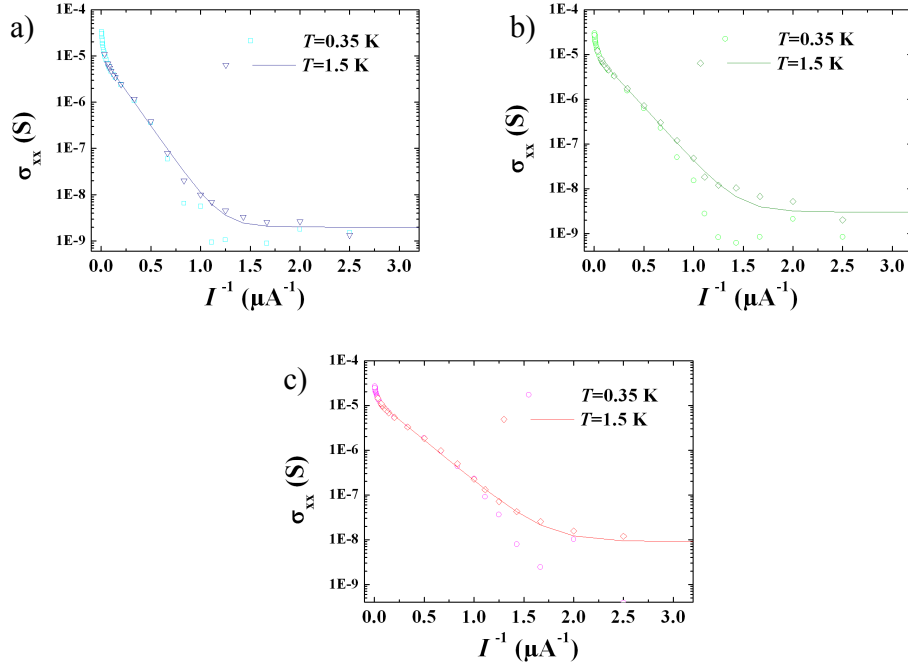 a)
T=0.35 K
T=1.5 K
1E-4
1E-5
1E-6
1E-7
1E-8
1E-9
σxx (S)
0.0 0.5 1.0 1.5 2.0 2.5 3.0
I⁻¹ (µA⁻¹)
b)
T=0.35 K
T=1.5 K
1E-4
1E-5
1E-6
1E-7
1E-8
1E-9
σxx (S)
0.0 0.5 1.0 1.5 2.0 2.5 3.0
I⁻¹ (µA⁻¹)
c)
T=0.35 K
T=1.5 K
1E-4
1E-5
1E-6
1E-7
1E-8
1E-9
σxx (S)
0.0 0.5 1.0 1.5 2.0 2.5 3.0
I⁻¹ (µA⁻¹)